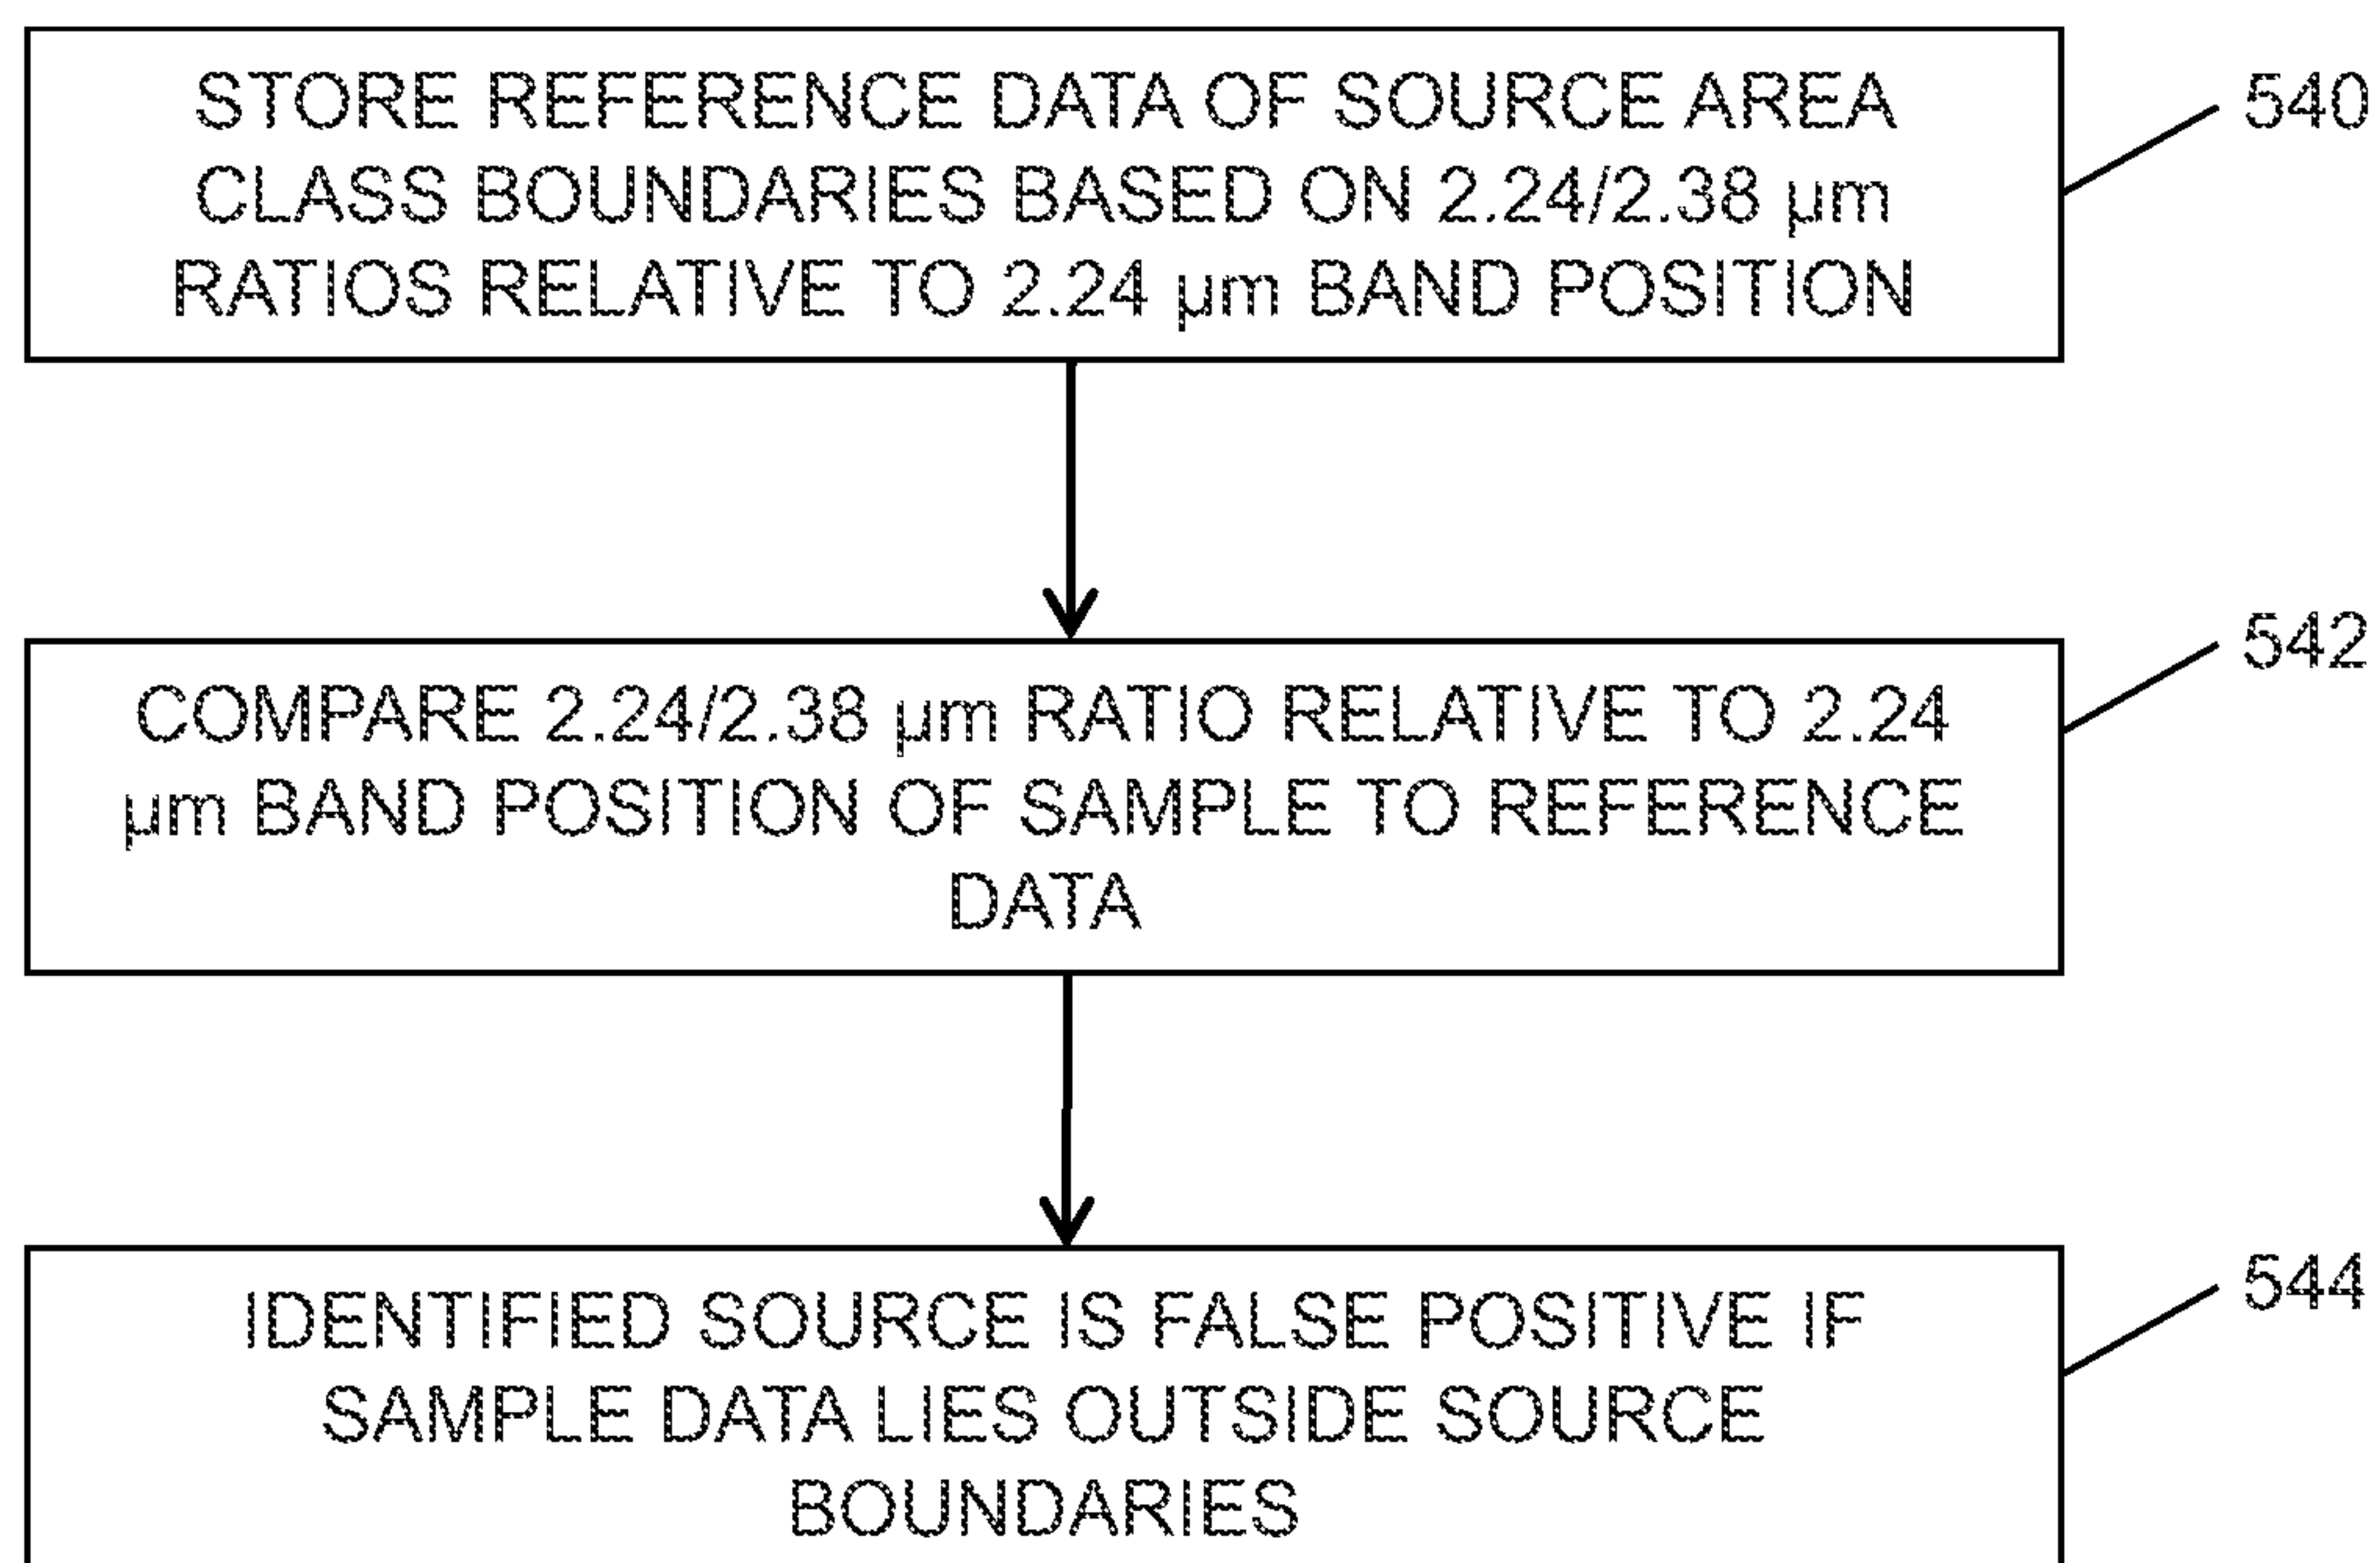 STORE REFERENCE DATA OF SOURCE AREA
CLASS BOUNDARIES BASED ON 2.24/2.38 µm
RATIOS RELATIVE TO 2.24 µm BAND POSITION
540
COMPARE 2.24/2.38 µm RATIO RELATIVE TO 2.24
µm BAND POSITION OF SAMPLE TO REFERENCE
DATA
542
IDENTIFIED SOURCE IS FALSE POSITIVE IF
SAMPLE DATA LIES OUTSIDE SOURCE
BOUNDARIES
544